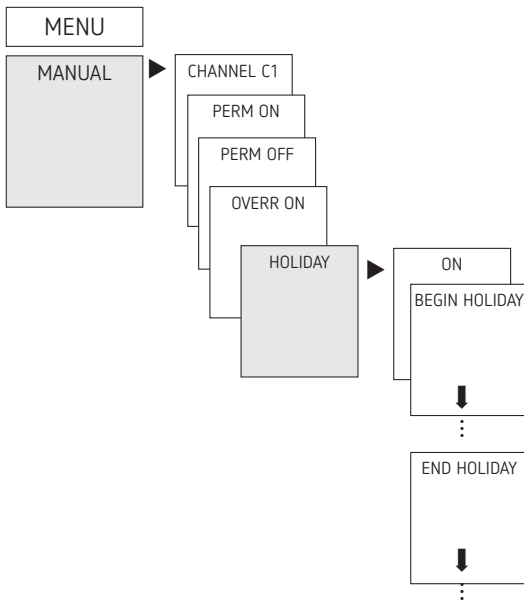 MENU
MANUAL
CHANNEL C1
PERM ON
PERM OFF
OVERR ON
HOLIDAY
ON
BEGIN HOLIDAY
END HOLIDAY